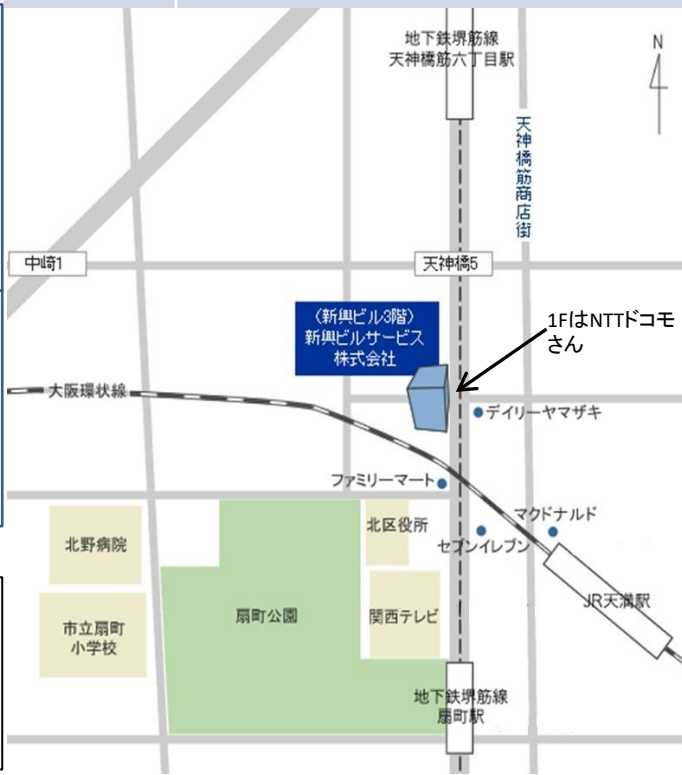 地下鉄堺筋線
天神橋筋六丁目駅
N
天神橋筋商店街
中崎1
天神橋5
〈新興ビル3階〉
新興ビルサービス
株式会社
1FはNTTドコモ
さん
大阪環状線
デイリーヤマザキ
ファミリーマート
マクドナルド
セブンイレブン
北区役所
北野病院
JR天満駅
扇町公園
関西テレビ
市立扇町
小学校
地下鉄堺筋線
扇町駅